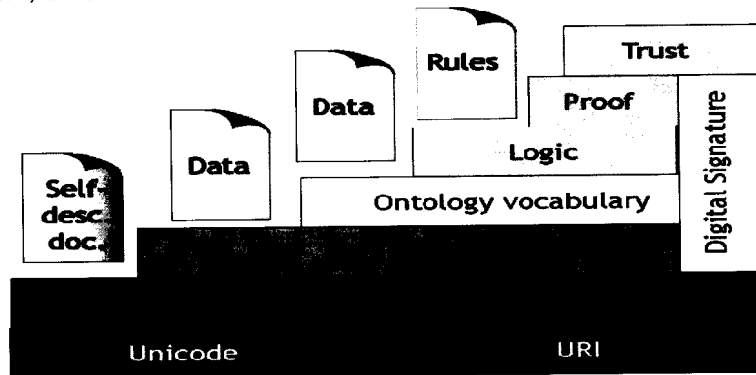 Rules
Trust
Data
Proof
Data
Logic
Self-
desc.
doc.
Ontology vocabulary
Digital Signature
Unicode
URI